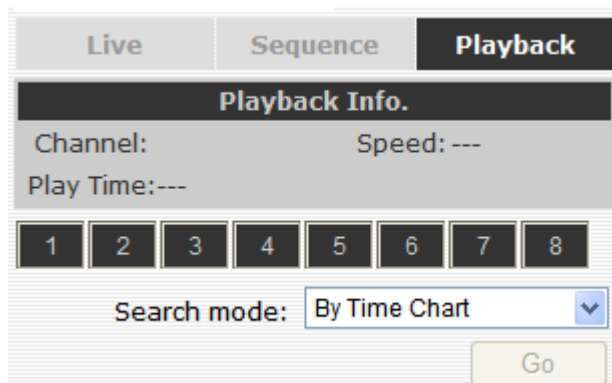 Live Sequence Playback
Playback Info.
Channel: Speed: ---
Play Time:---
1 2 3 4 5 6 7 8
Search mode: By Time Chart
Go